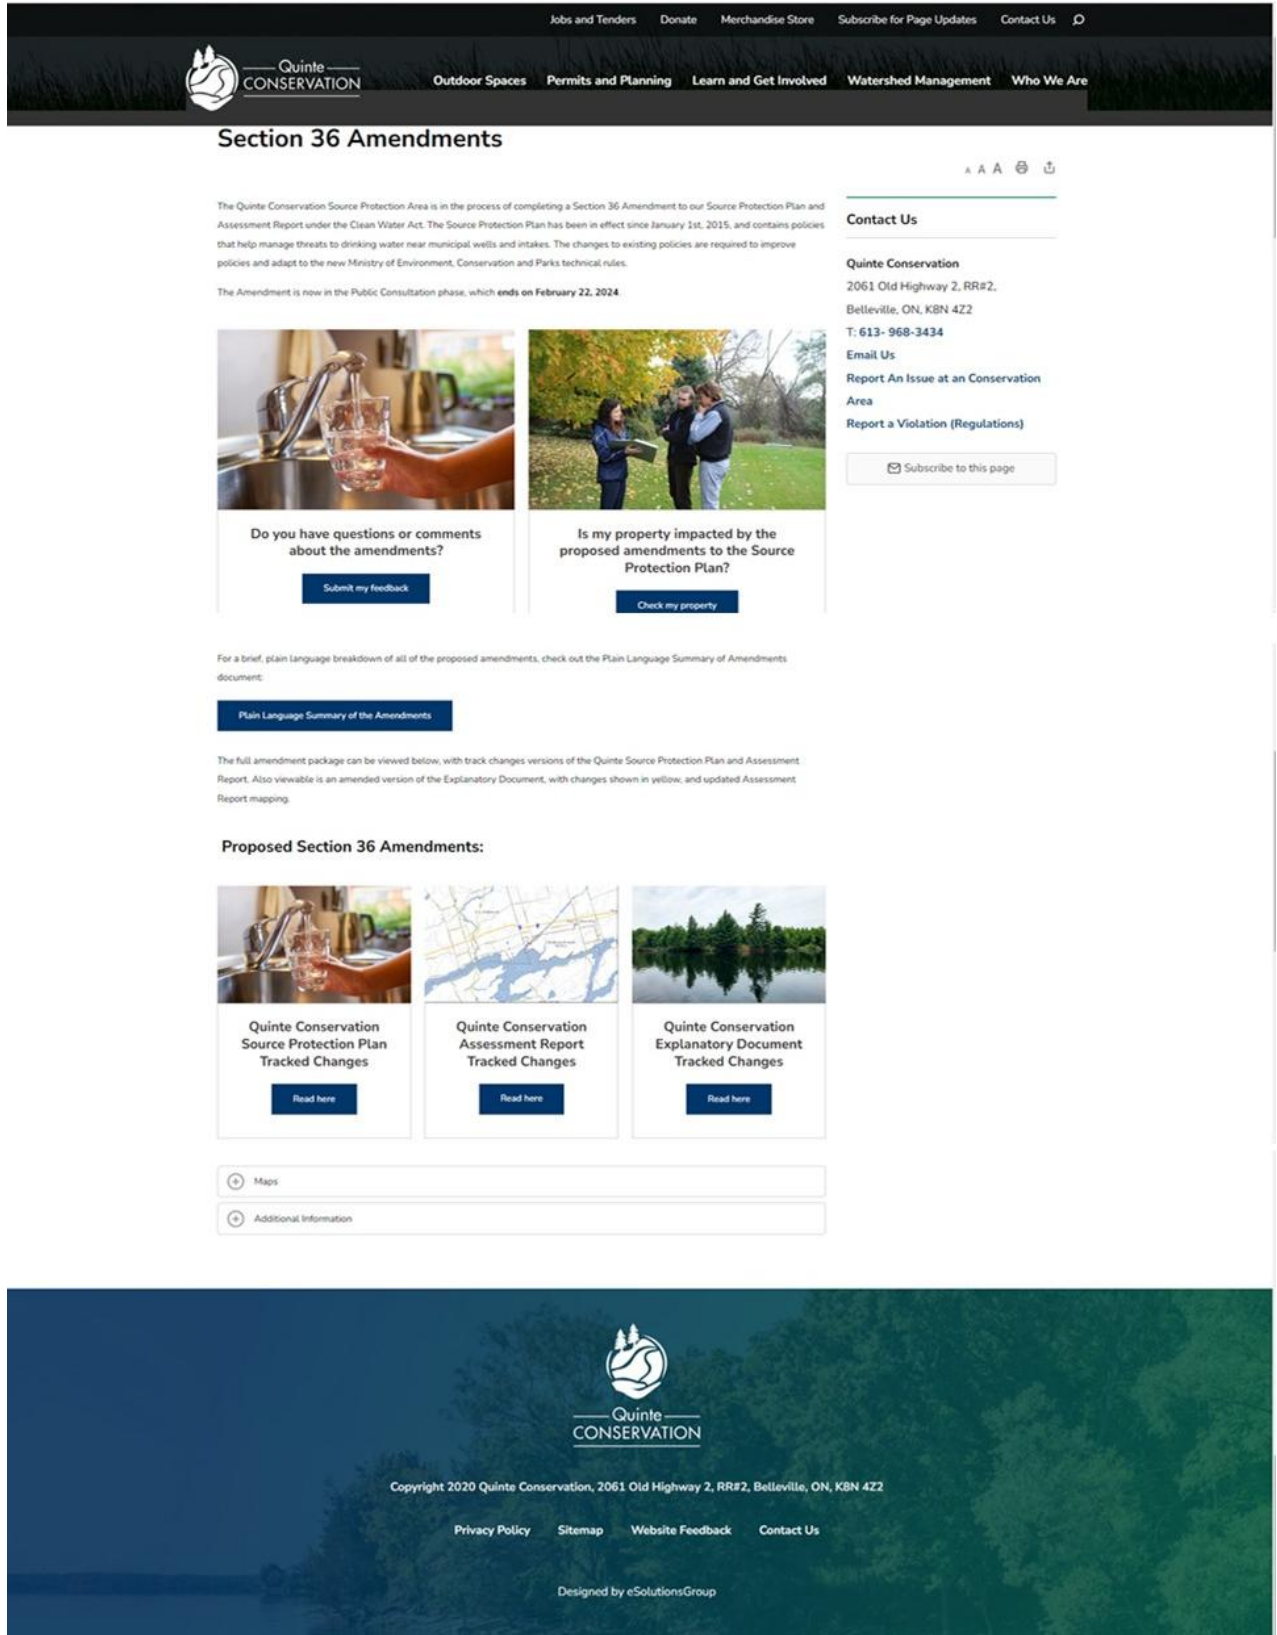 Jobs and Tenders Donate Merchandise Store Subscribe for Page Updates Contact Us
Quinte
CONSERVATION
Outdoor Spaces Permits and Planning Learn and Get Involved Watershed Management Who We Are
Section 36 Amendments
A A A
The Quinte Conservation Source Protection Area is in the process of completing a Section 36 Amendment to our Source Protection Plan and
Assessment Report under the Clean Water Act. The Source Protection Plan has been in effect since January 1st, 2015, and contains policies
that help manage threats to drinking water near municipal wells and intakes. The changes to existing policies are required to improve
policies and adapt to the new Ministry of Environment, Conservation and Parks technical rules.
The Amendment is now in the Public Consultation phase, which ends on February 22, 2024.
Do you have questions or comments
about the amendments?
Submit my feedback
Is my property impacted by the
proposed amendments to the Source
Protection Plan?
Check my property
Contact Us
Quinte Conservation
2061 Old Highway 2, RR#2,
Belleville, ON, K8N 4Z2
T: 613- 968-3434
Email Us
Report An Issue at an Conservation
Area
Report a Violation (Regulations)
Subscribe to this page
For a brief, plain language breakdown of all of the proposed amendments, check out the Plain Language Summary of Amendments
document:
Plain Language Summary of the Amendments
The full amendment package can be viewed below, with track changes versions of the Quinte Source Protection Plan and Assessment
Report. Also viewable is an amended version of the Explanatory Document, with changes shown in yellow, and updated Assessment
Report mapping.
Proposed Section 36 Amendments:
Quinte Conservation
Source Protection Plan
Tracked Changes
Read here
Quinte Conservation
Assessment Report
Tracked Changes
Read here
Quinte Conservation
Explanatory Document
Tracked Changes
Read here
Maps
Additional Information
Quinte
CONSERVATION
Copyright 2020 Quinte Conservation, 2061 Old Highway 2, RR#2, Belleville, ON, K8N 4Z2
Privacy Policy Sitemap Website Feedback Contact Us
Designed by eSolutionsGroup